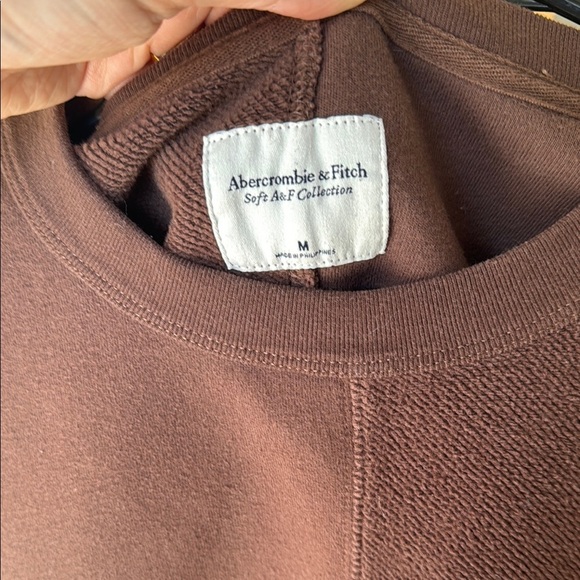 Abercrombie & Fitch
Soft A&F Collection
M
MADE IN PHILIPPINES